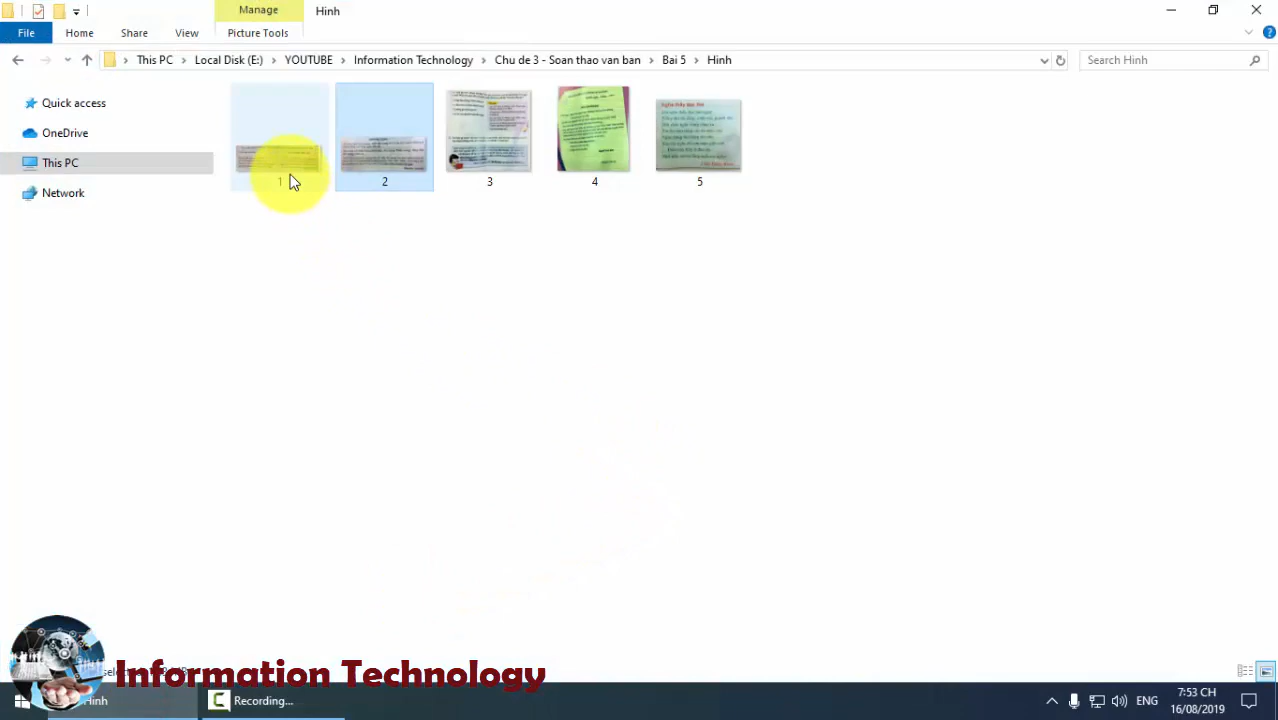 Manage
Hinh
File
Home
Share
View
Picture Tools
This PC
Local Disk (E:)
YOUTUBE
Information Technology
Chu de 3 - Soan thao van ban
Bai 5
Hinh
Search Hinh
Quick access
OneDrive
This PC
Network
1
2
3
4
5
Information Technology
Hinh
Recording...
ENG
7:53 CH
16/08/2019